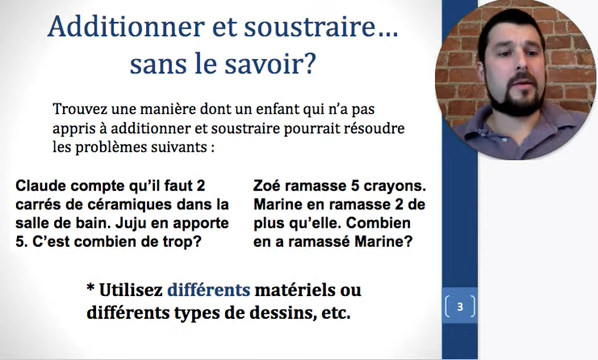 Additionner et soustraire…
sans le savoir?
Trouvez une manière dont un enfant qui n’a pas
appris à additionner et soustraire pourrait résoudre
les problèmes suivants :
Claude compte qu’il faut 2
carrés de céramiques dans la
salle de bain. Juju en apporte
5. C’est combien de trop?
Zoé ramasse 5 crayons.
Marine en ramasse 2 de
plus qu’elle. Combien
en a ramassé Marine?
* Utilisez différents matériels ou
différents types de dessins, etc.
3